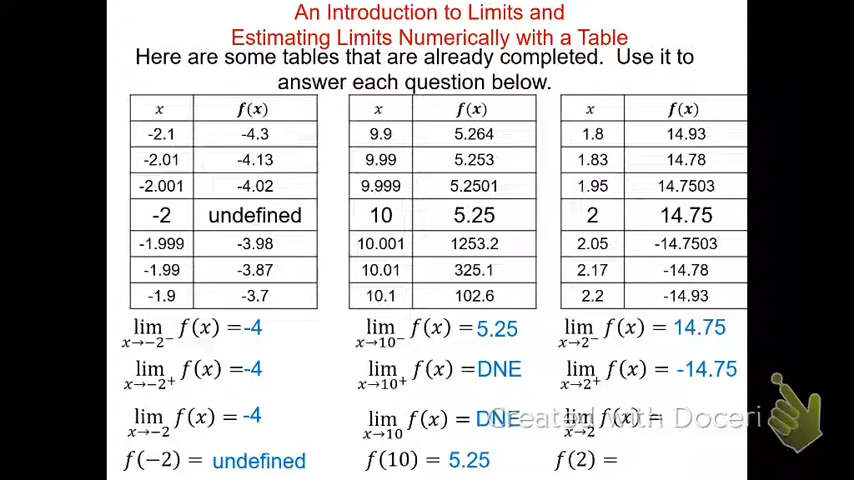 An Introduction to Limits and
Estimating Limits Numerically with a Table
Here are some tables that are already completed. Use it to
answer each question below.
x f(x) x f(x) x f(x)
-2.1 -4.3 9.9 5.264 1.8 14.93
-2.01 -4.13 9.99 5.253 1.83 14.78
-2.001 -4.02 9.999 5.2501 1.95 14.7503
-2 undefined 10 5.25 2 14.75
-1.999 -3.98 10.001 1253.2 2.05 -14.7503
-1.99 -3.87 10.01 325.1 2.17 -14.78
-1.9 -3.7 10.1 102.6 2.2 -14.93
lim x→-2⁻ f(x) = -4 lim x→10⁻ f(x) = 5.25 lim x→2⁻ f(x) = 14.75
lim x→-2⁺ f(x) = -4 lim x→10⁺ f(x) = DNE lim x→2⁺ f(x) = -14.75
lim x→-2 f(x) = -4 lim x→10 f(x) = DNE lim x→2 f(x) =
Created with Doceri
f(-2) = undefined f(10) = 5.25 f(2) =